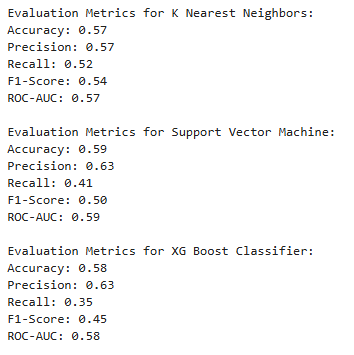 Evaluation Metrics for K Nearest Neighbors:
Accuracy: 0.57
Precision: 0.57
Recall: 0.52
F1-Score: 0.54
ROC-AUC: 0.57
Evaluation Metrics for Support Vector Machine:
Accuracy: 0.59
Precision: 0.63
Recall: 0.41
F1-Score: 0.50
ROC-AUC: 0.59
Evaluation Metrics for XG Boost Classifier:
Accuracy: 0.58
Precision: 0.63
Recall: 0.35
F1-Score: 0.45
ROC-AUC: 0.58